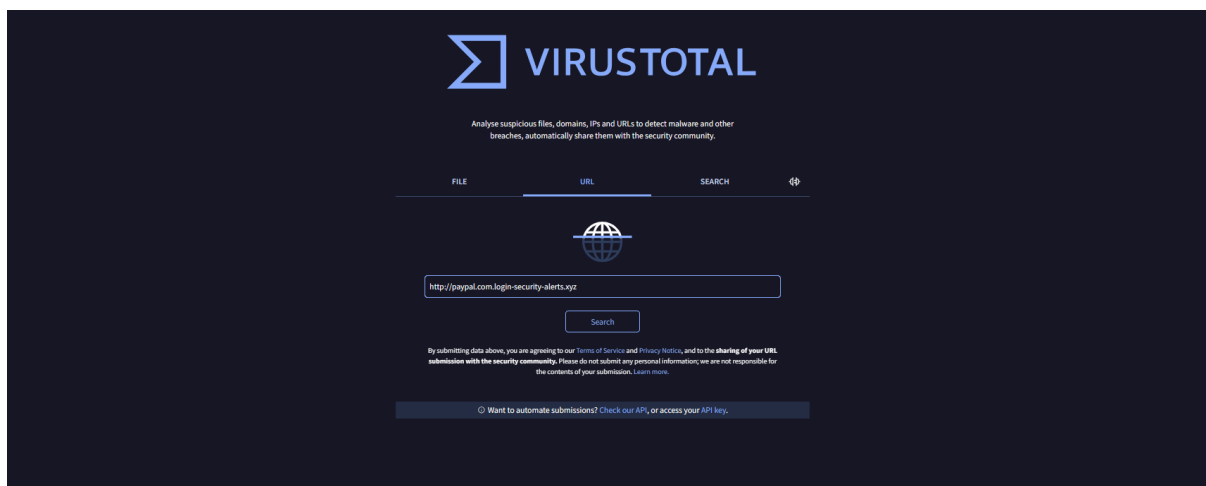 VIRUSTOTAL
Analyse suspicious files, domains, IPs and URLs to detect malware and other
breaches, automatically share them with the security community.
FILE URL SEARCH
http://paypal.com.login-security-alerts.xyz
Search
By submitting data above, you are agreeing to our Terms of Service and Privacy Notice, and to the sharing of your URL
submission with the security community. Please do not submit any personal information; we are not responsible for
the contents of your submission. Learn more.
Want to automate submissions? Check our API, or access your API key.